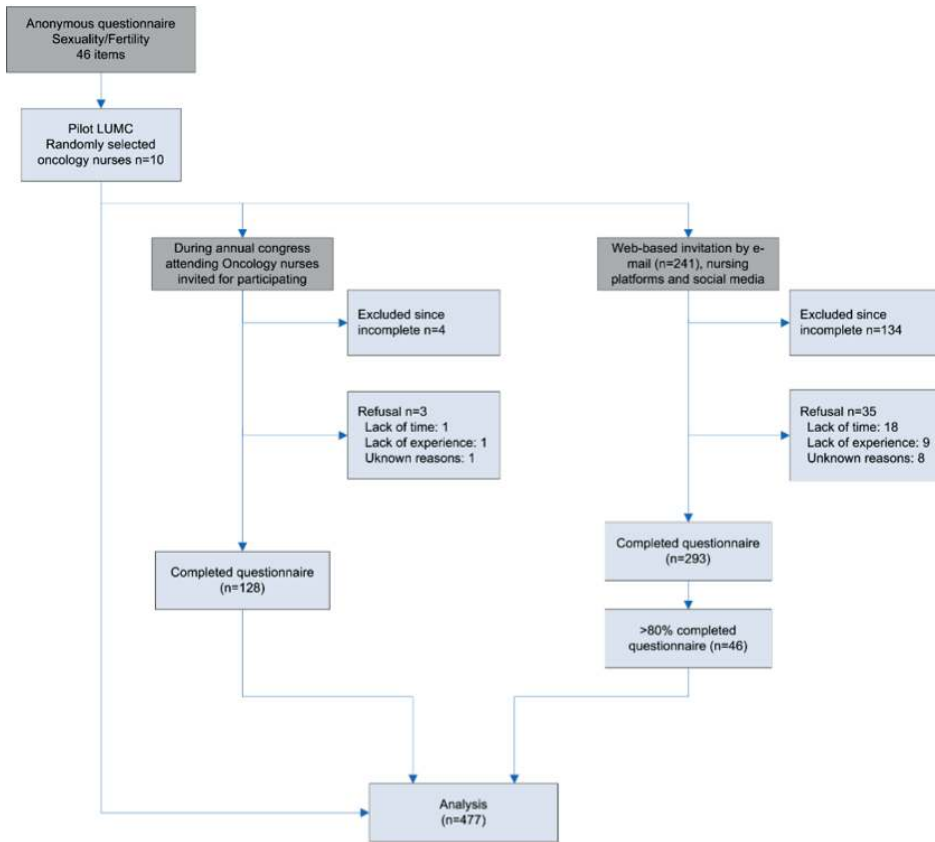 Anonymous questionnaire
Sexuality/Fertility
46 items
Pilot LUMC
Randomly selected
oncology nurses n=10
During annual congress
attending Oncology nurses
invited for participating
Web-based invitation by e-
mail (n=241), nursing
platforms and social media
Excluded since
incomplete n=4
Excluded since
incomplete n=134
Refusal n=3
Lack of time: 1
Lack of experience: 1
Uknown reasons: 1
Refusal n=35
Lack of time: 18
Lack of experience: 9
Unknown reasons: 8
Completed questionnaire
(n=128)
Completed questionnaire
(n=293)
>80% completed
questionnaire (n=46)
Analysis
(n=477)